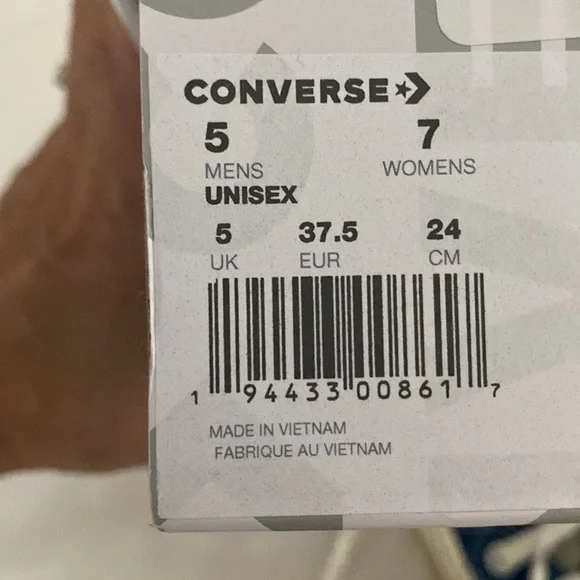 CONVERSE
5 7
MENS WOMENS
UNISEX
5 37.5 24
UK EUR CM
1 94433 00861 7
MADE IN VIETNAM
FABRIQUE AU VIETNAM